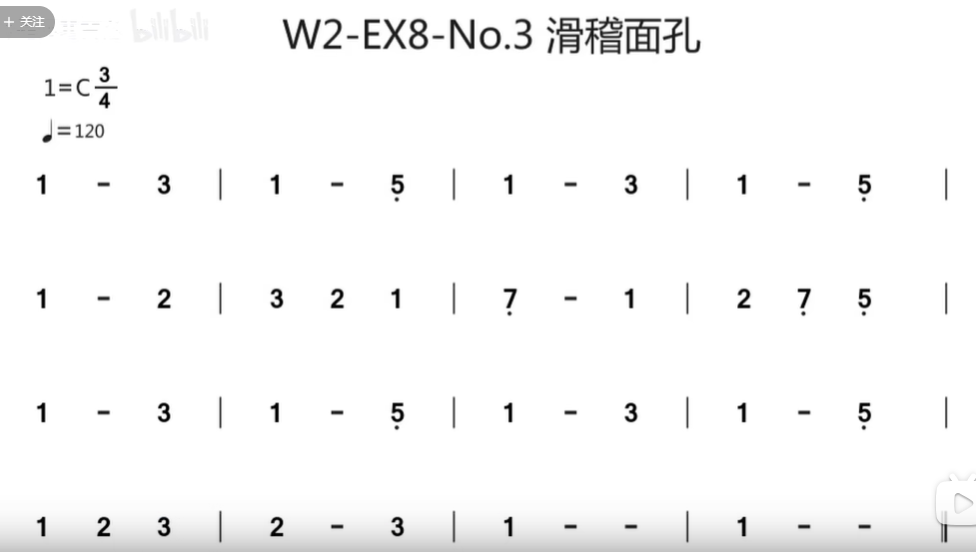 + 关注
bilibili
W2-EX8-No.3 滑稽面孔
1=C 3/4
♩=120
1 - 3 | 1 - 5̣ | 1 - 3 | 1 - 5̣ |
1 - 2 | 3 2 1 | 7̣ - 1 | 2 7̣ 5̣ |
1 - 3 | 1 - 5̣ | 1 - 3 | 1 - 5̣ |
1 2 3 | 2 - 3 | 1 - - | 1 - - ‖